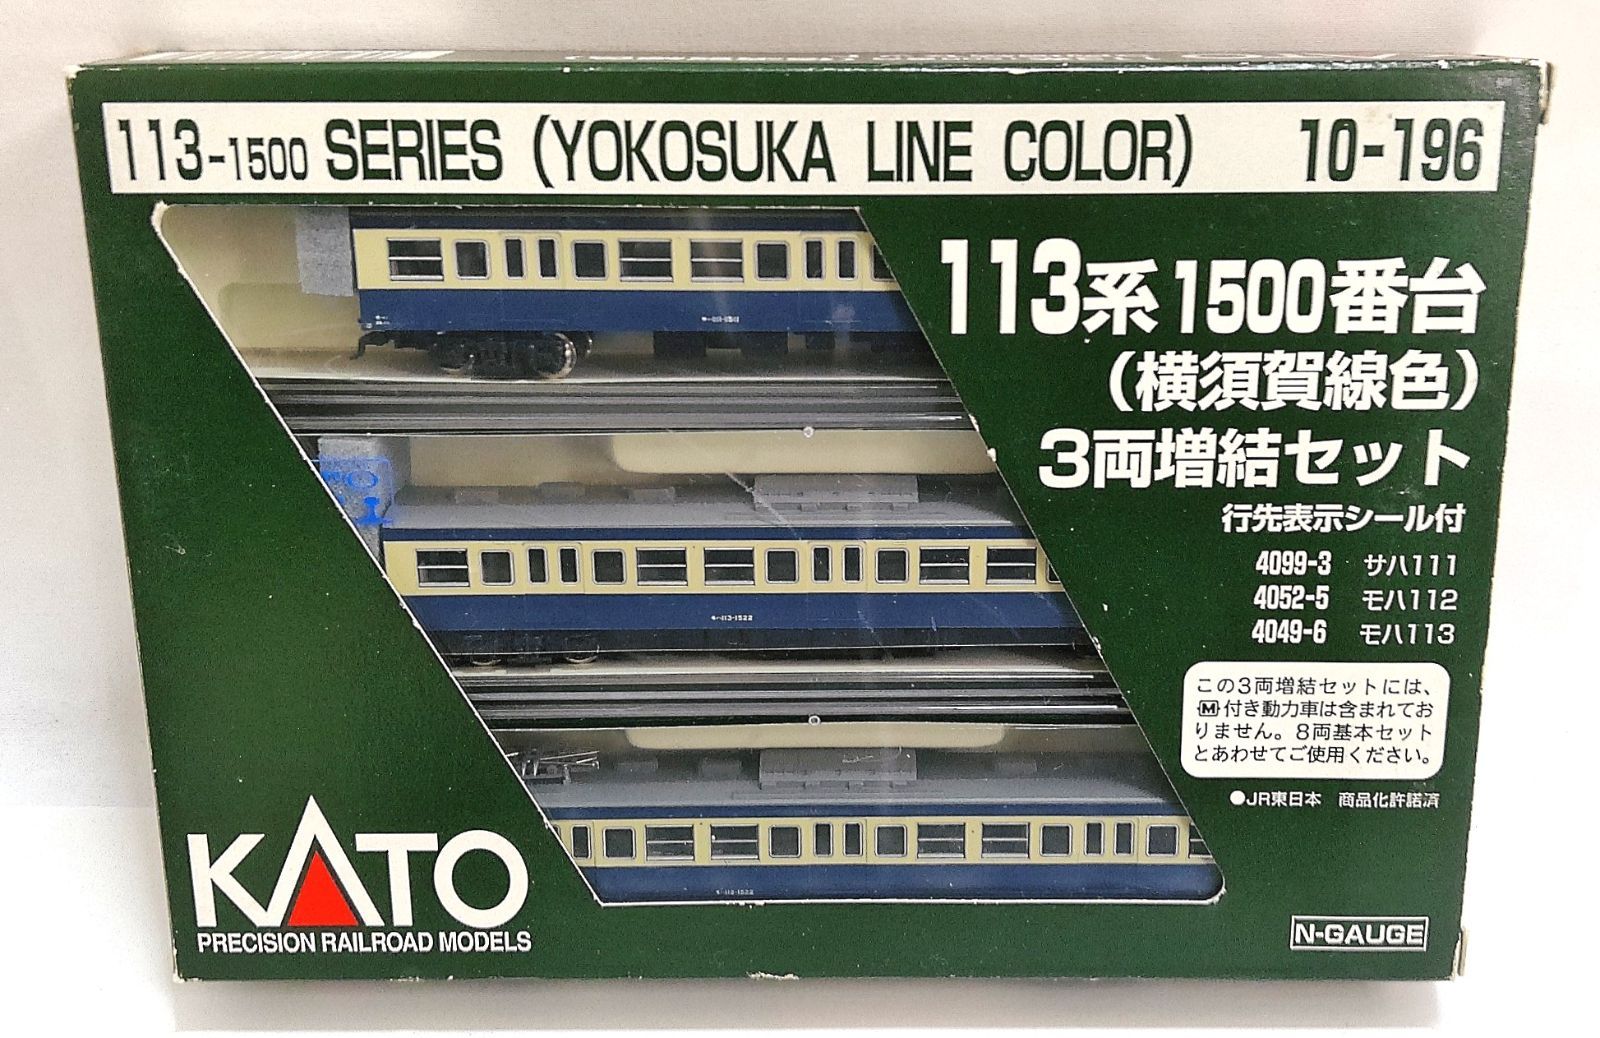 113-1500 SERIES (YOKOSUKA LINE COLOR) 10-196
113系1500番台
(横須賀線色)
3両増結セット
行先表示シール付
4099-3 サハ111
4052-5 モハ112
4049-6 モハ113
この3両増結セットには、
M付き動力車は含まれてお
りません。8両基本セット
とあわせてご使用ください。
●JR東日本 商品化許諾済
モハ113-1522
KATO
PRECISION RAILROAD MODELS
N-GAUGE